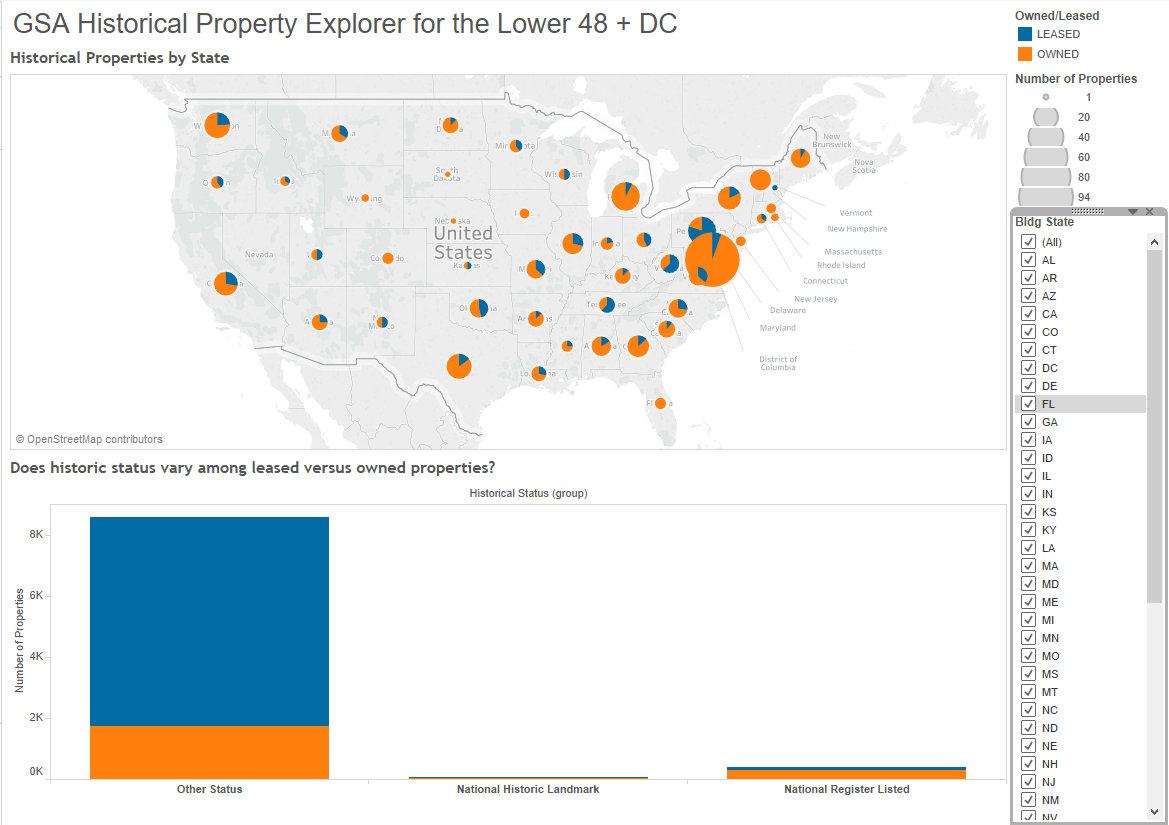 GSA Historical Property Explorer for the Lower 48 + DC
Historical Properties by State
New
Brunswick
Nova
Scotia
United
States
Nevada
Vermont
New Hampshire
Massachusetts
Rhode Island
Connecticut
New Jersey
Delaware
Maryland
District of
Columbia
© OpenStreetMap contributors
Does historic status vary among leased versus owned properties?
Historical Status (group)
Number of Properties
8K
6K
4K
2K
0K
Other Status
National Historic Landmark
National Register Listed
Owned/Leased
LEASED
OWNED
Number of Properties
1
20
40
60
80
94
Bldg State
(All)
AL
AR
AZ
CA
CO
CT
DC
DE
FL
GA
IA
ID
IL
IN
KS
KY
LA
MA
MD
ME
MI
MN
MO
MS
MT
NC
ND
NE
NH
NJ
NM
NV